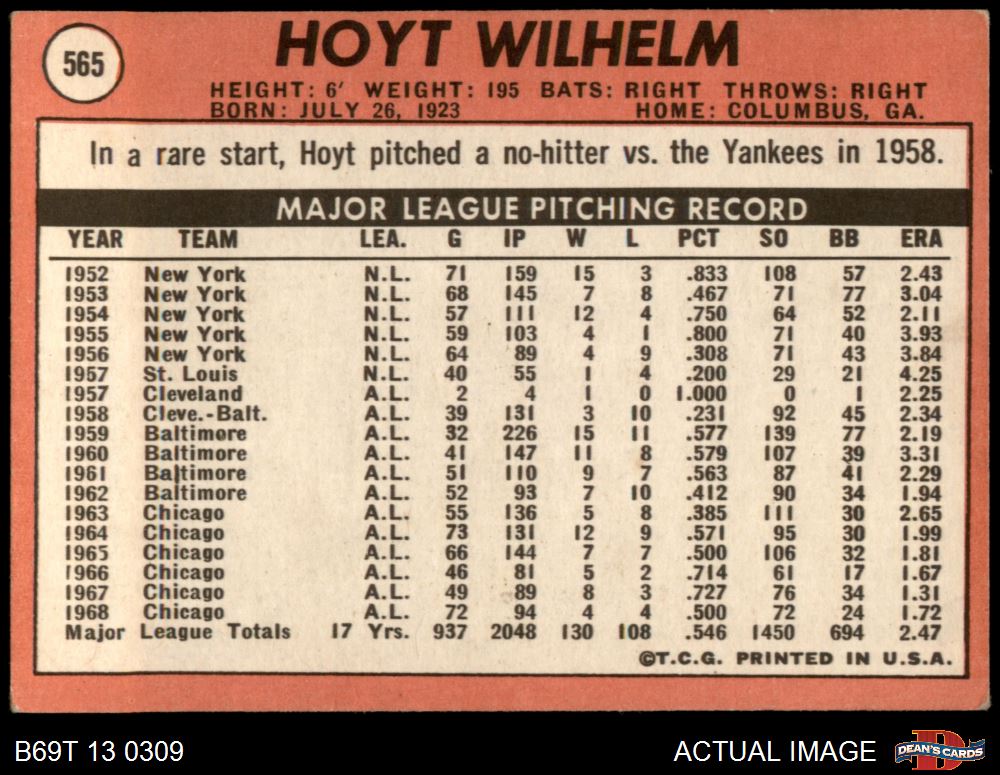 565
HOYT WILHELM
HEIGHT: 6' WEIGHT: 195 BATS: RIGHT THROWS: RIGHT
BORN: JULY 26, 1923 HOME: COLUMBUS, GA.
In a rare start, Hoyt pitched a no-hitter vs. the Yankees in 1958.
MAJOR LEAGUE PITCHING RECORD
YEAR TEAM LEA. G IP W L PCT SO BB ERA
1952 New York N.L. 71 159 15 3 .833 108 57 2.43
1953 New York N.L. 68 145 7 8 .467 71 77 3.04
1954 New York N.L. 57 111 12 4 .750 64 52 2.11
1955 New York N.L. 59 103 4 1 .800 71 40 3.93
1956 New York N.L. 64 89 4 9 .308 71 43 3.84
1957 St. Louis N.L. 40 55 1 4 .200 29 21 4.25
1957 Cleveland A.L. 2 4 1 0 1.000 0 1 2.25
1958 Cleve.-Balt. A.L. 39 131 3 10 .231 92 45 2.34
1959 Baltimore A.L. 32 226 15 11 .577 139 77 2.19
1960 Baltimore A.L. 41 147 11 8 .579 107 39 3.31
1961 Baltimore A.L. 51 110 9 7 .563 87 41 2.29
1962 Baltimore A.L. 52 93 7 10 .412 90 34 1.94
1963 Chicago A.L. 55 136 5 8 .385 111 30 2.65
1964 Chicago A.L. 73 131 12 9 .571 95 30 1.99
1965 Chicago A.L. 66 144 7 7 .500 106 32 1.81
1966 Chicago A.L. 46 81 5 2 .714 61 17 1.67
1967 Chicago A.L. 49 89 8 3 .727 76 34 1.31
1968 Chicago A.L. 72 94 4 4 .500 72 24 1.72
Major League Totals 17 Yrs. 937 2048 130 108 .546 1450 694 2.47
©T.C.G. PRINTED IN U.S.A.
B69T 13 0309
ACTUAL IMAGE
DEAN'S CARDS